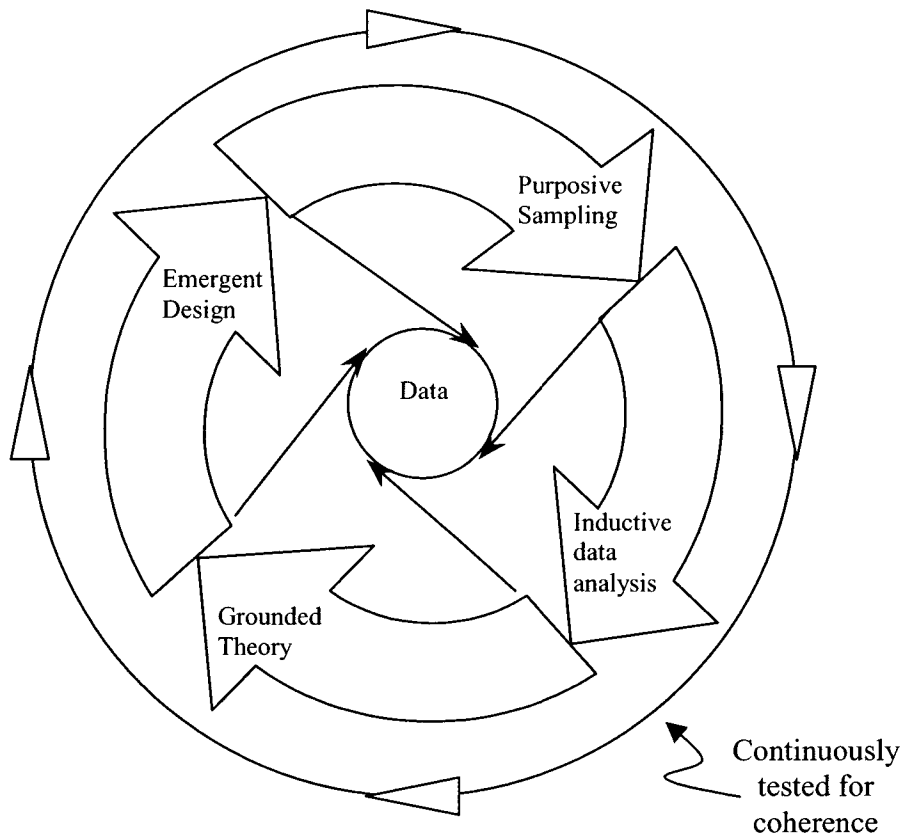 Purposive
Sampling
Emergent
Design
Data
Inductive
data
analysis
Grounded
Theory
Continuously
tested for
coherence